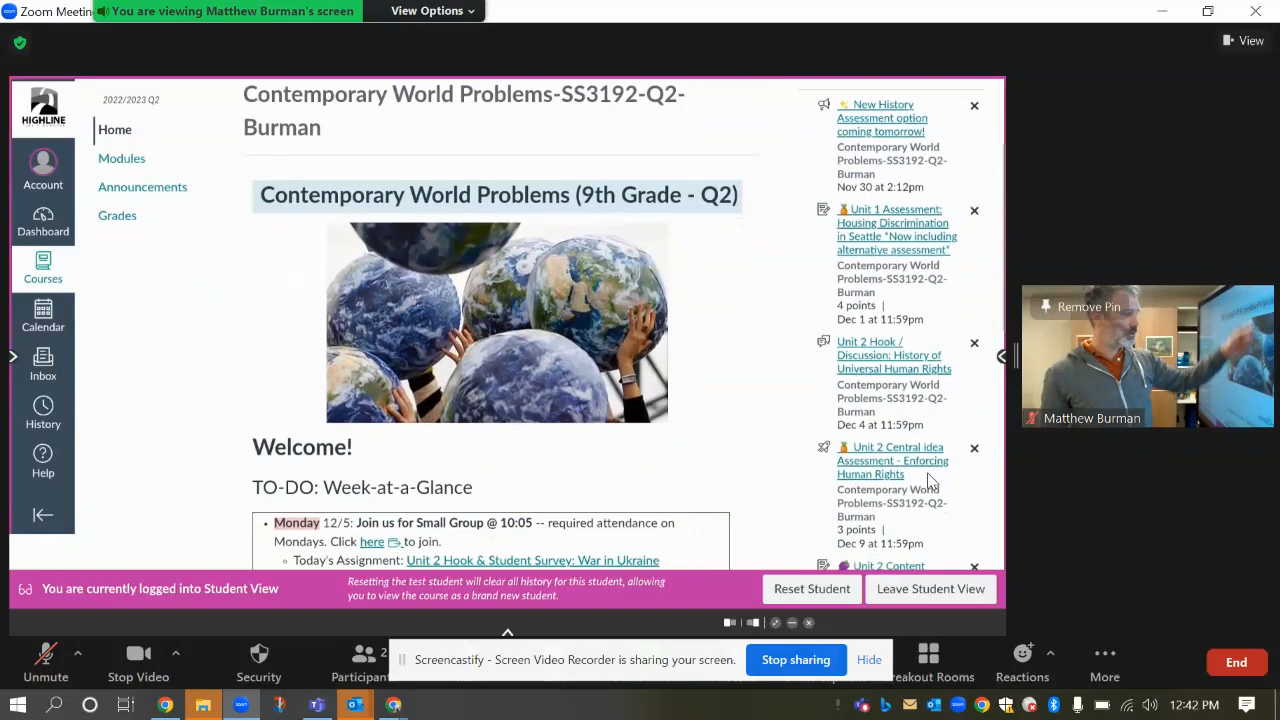 Zoom Meetin
You are viewing Matthew Burman's screen
View Options
View
HIGHLINE
2022/2023 Q2
Home
Modules
Announcements
Grades
Account
Dashboard
Courses
Calendar
Inbox
History
Help
Contemporary World Problems-SS3192-Q2-
Burman
Contemporary World Problems (9th Grade - Q2)
Welcome!
TO-DO: Week-at-a-Glance
Monday 12/5: Join us for Small Group @ 10:05 -- required attendance on
Mondays. Click here to join.
Today's Assignment: Unit 2 Hook & Student Survey: War in Ukraine
New History
Assessment option
coming tomorrow!
Contemporary World
Problems-SS3192-Q2-
Burman
Nov 30 at 2:12pm
Unit 1 Assessment:
Housing Discrimination
in Seattle *Now including
alternative assessment*
Contemporary World
Problems-SS3192-Q2-
Burman
4 points |
Dec 1 at 11:59pm
Unit 2 Hook /
Discussion: History of
Universal Human Rights
Contemporary World
Problems-SS3192-Q2-
Burman
Dec 4 at 11:59pm
Unit 2 Central Idea
Assessment - Enforcing
Human Rights
Contemporary World
Problems-SS3192-Q2-
Burman
3 points |
Dec 9 at 11:59pm
Unit 2 Content
Remove Pin
Matthew Burman
You are currently logged into Student View
Resetting the test student will clear all history for this student, allowing
you to view the course as a brand new student.
Reset Student
Leave Student View
Unmute
Stop Video
Security
Participan
2
Screencastify - Screen Video Recorder is sharing your screen.
Stop sharing
Hide
reakout Rooms
Reactions
More
End
12:42 PM